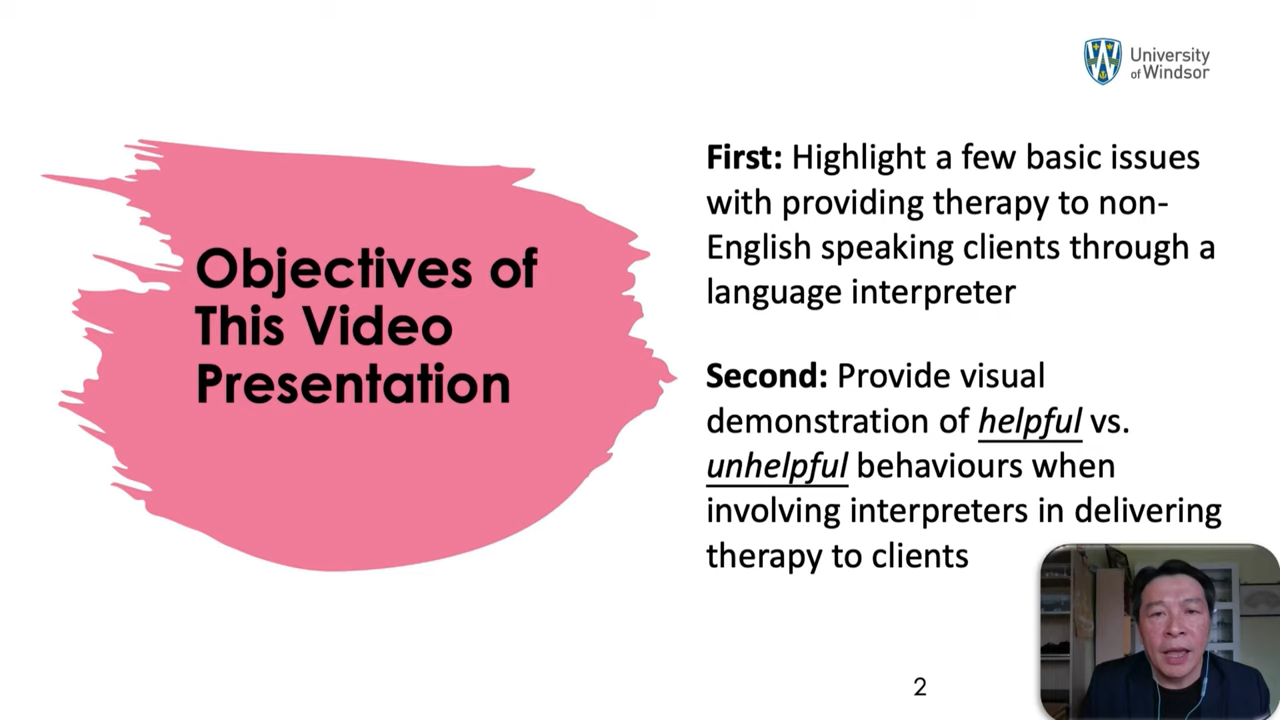 University
of Windsor
Objectives of
This Video
Presentation
First: Highlight a few basic issues
with providing therapy to non-
English speaking clients through a
language interpreter
Second: Provide visual
demonstration of helpful vs.
unhelpful behaviours when
involving interpreters in delivering
therapy to clients
2